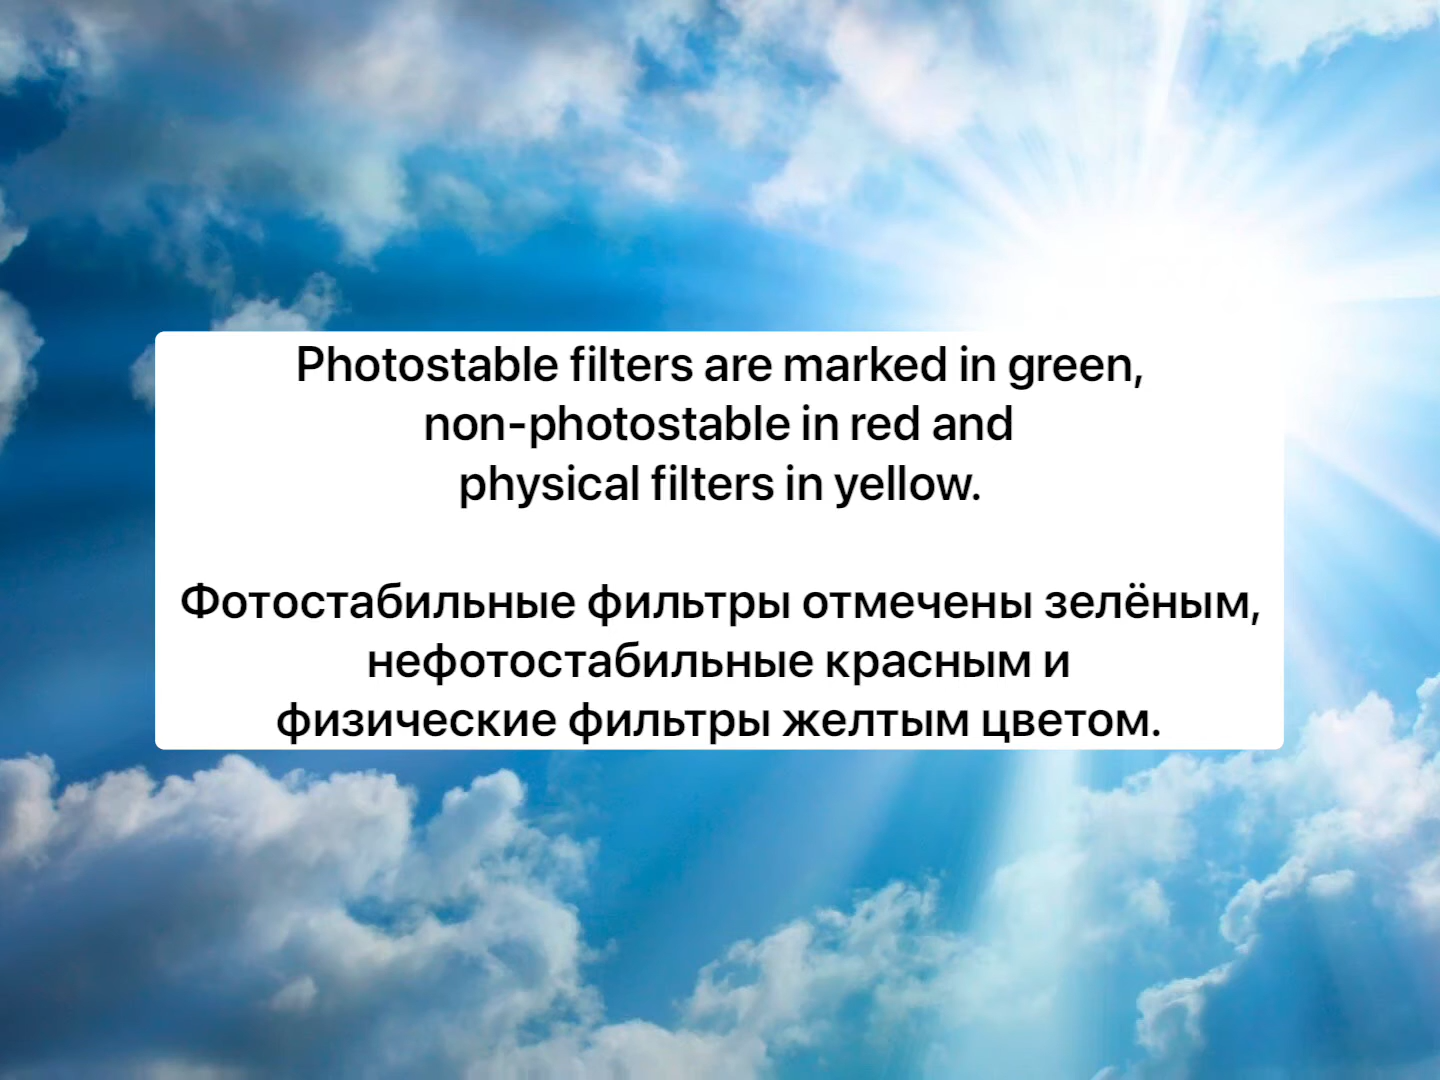 Photostable filters are marked in green,
non-photostable in red and
physical filters in yellow.
Фотостабильные фильтры отмечены зелёным,
нефотостабильные красным и
физические фильтры желтым цветом.